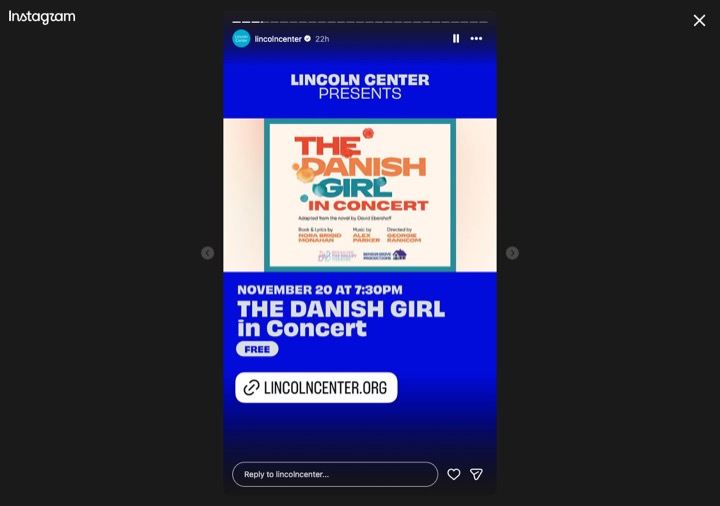 Instagram
lincolncenter 22h
LINCOLN CENTER
PRESENTS
THE
DANISH
GIRL
IN CONCERT
Adapted from the novel by David Ebershoff
Book & Lyrics by
NORA BRIGID
MONAHAN
Music by
ALEX
PARKER
Directed by
GEORGIE
RANKCOM
NOVEMBER 20 AT 7:30PM
THE DANISH GIRL
in Concert
FREE
LINCOLNCENTER.ORG
Reply to lincolncenter...